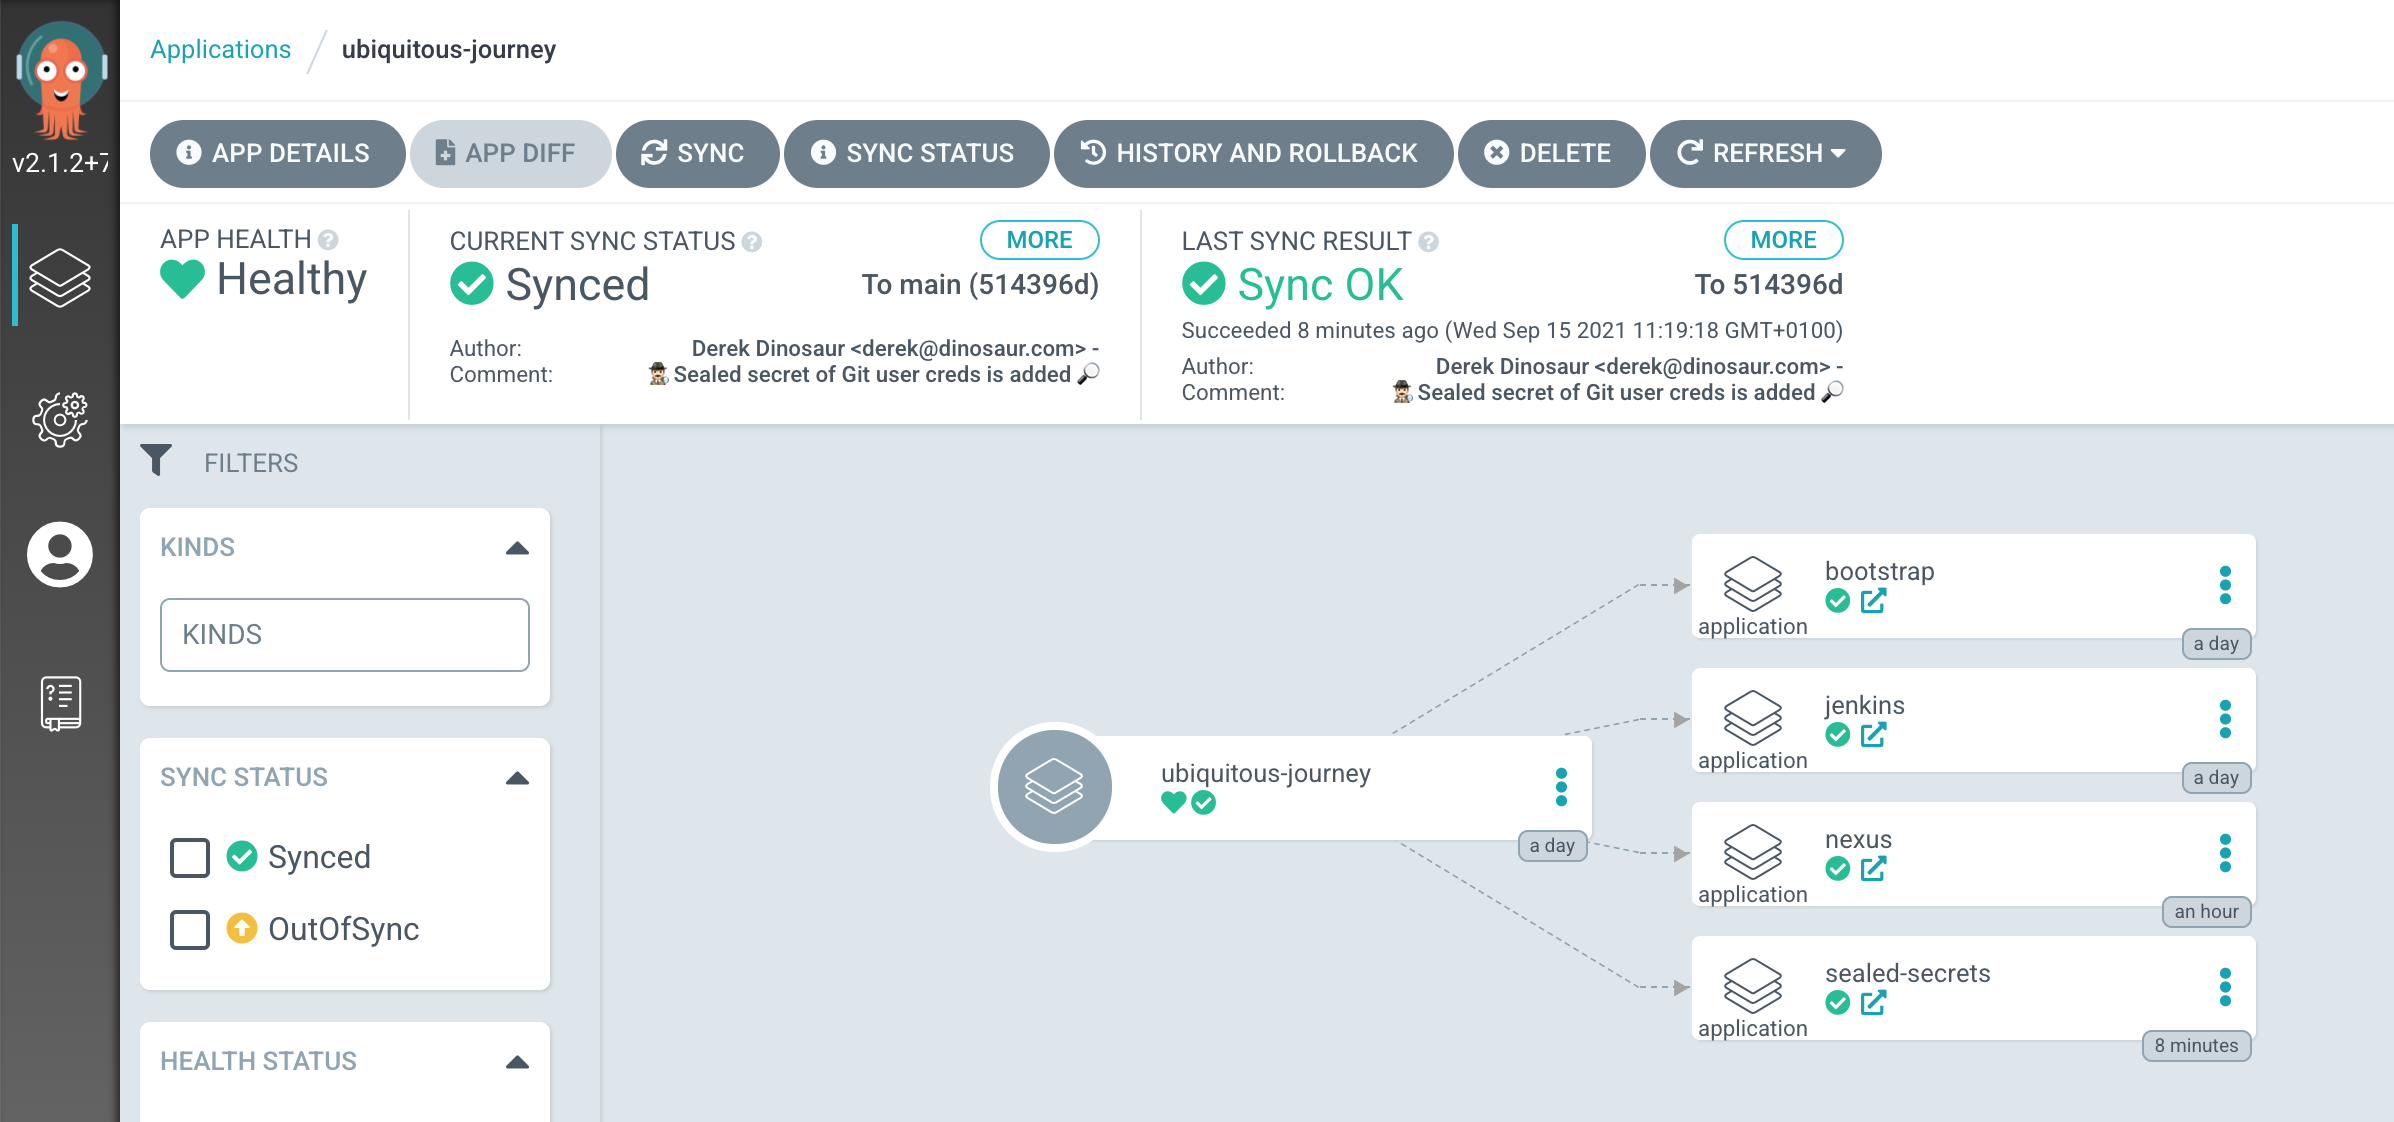 Applications / ubiquitous-journey
v2.1.2+7
APP DETAILS
APP DIFF
SYNC
SYNC STATUS
HISTORY AND ROLLBACK
DELETE
REFRESH
APP HEALTH
Healthy
CURRENT SYNC STATUS
MORE
Synced
To main (514396d)
Author: Derek Dinosaur <derek@dinosaur.com> -
Comment: 🕵🏻‍♂️ Sealed secret of Git user creds is added 🔎
LAST SYNC RESULT
MORE
Sync OK
To 514396d
Succeeded 8 minutes ago (Wed Sep 15 2021 11:19:18 GMT+0100)
Author: Derek Dinosaur <derek@dinosaur.com> -
Comment: 🕵🏻‍♂️ Sealed secret of Git user creds is added 🔎
FILTERS
KINDS
KINDS
SYNC STATUS
Synced
OutOfSync
HEALTH STATUS
ubiquitous-journey
a day
bootstrap
application
a day
jenkins
application
a day
nexus
application
an hour
sealed-secrets
application
8 minutes